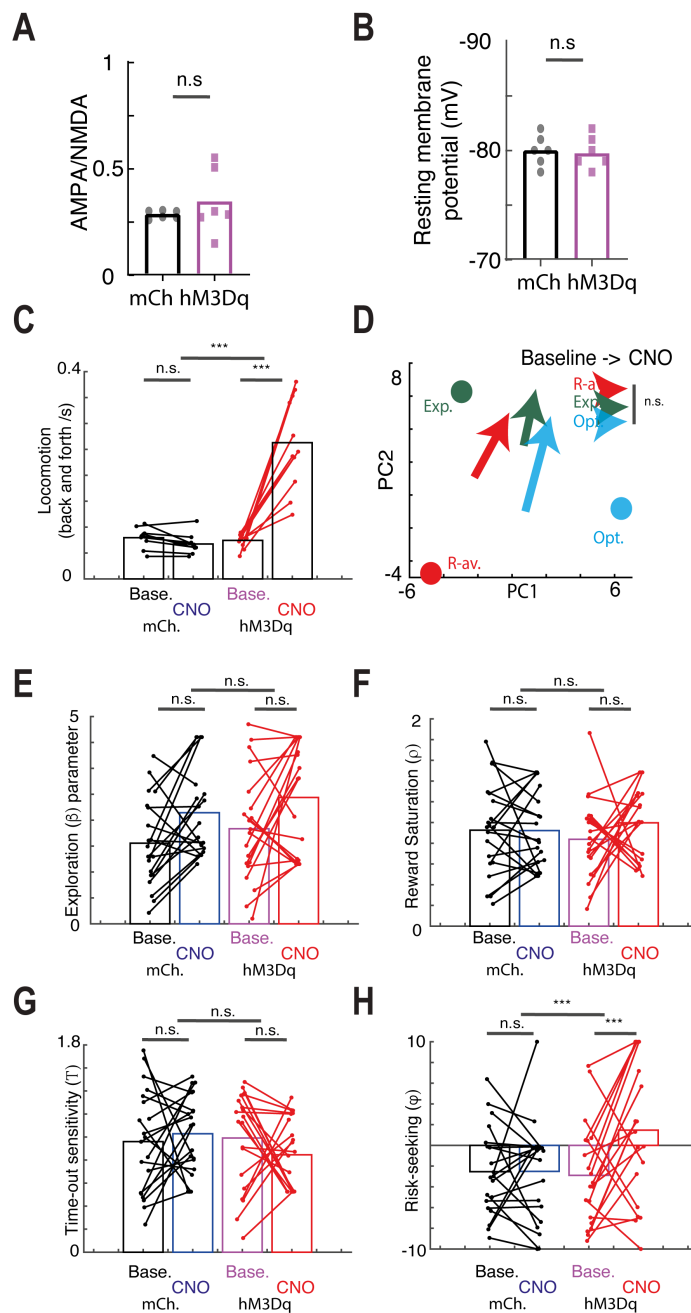 A
n.s
1
0.5
0
AMPA/NMDA
mCh hM3Dq
B
n.s
-90
-80
-70
Resting membrane
potential (mV)
mCh hM3Dq
C
***
n.s.
***
0.4
0
Locomotion
(back and forth /s)
Base.
CNO
mCh.
Base.
CNO
hM3Dq
D
Baseline -> CNO
8
-4
PC2
Exp.
R-a
Exp
Opt
n.s.
Opt.
R-av.
-6
PC1
6
E
n.s.
n.s.
n.s.
5
0
Exploration (β) parameter
Base.
CNO
mCh.
Base.
CNO
hM3Dq
F
n.s.
n.s.
n.s.
2
0
Reward Saturation (ρ)
Base.
CNO
mCh.
Base.
CNO
hM3Dq
G
n.s.
n.s.
n.s.
1.8
0
Time-out sensitivity (T)
Base.
CNO
mCh.
Base.
CNO
hM3Dq
H
***
n.s.
***
10
-10
Risk-seeking (φ)
Base.
CNO
mCh.
Base.
CNO
hM3Dq